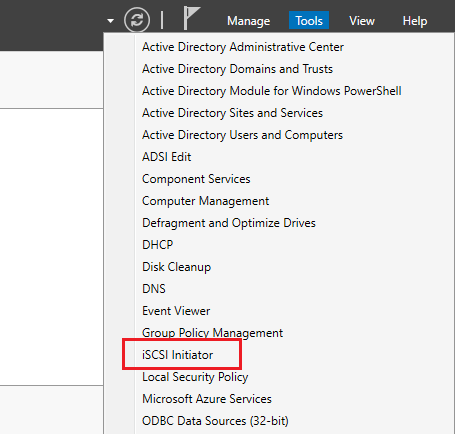 Manage Tools View Help
Active Directory Administrative Center
Active Directory Domains and Trusts
Active Directory Module for Windows PowerShell
Active Directory Sites and Services
Active Directory Users and Computers
ADSI Edit
Component Services
Computer Management
Defragment and Optimize Drives
DHCP
Disk Cleanup
DNS
Event Viewer
Group Policy Management
iSCSI Initiator
Local Security Policy
Microsoft Azure Services
ODBC Data Sources (32-bit)